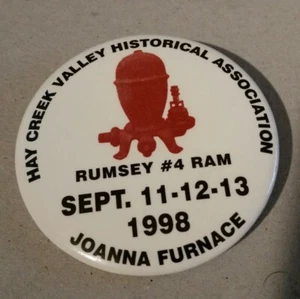 HAY CREEK VALLEY HISTORICAL ASSOCIATION
RUMSEY #4 RAM
SEPT. 11-12-13
1998
JOANNA FURNACE